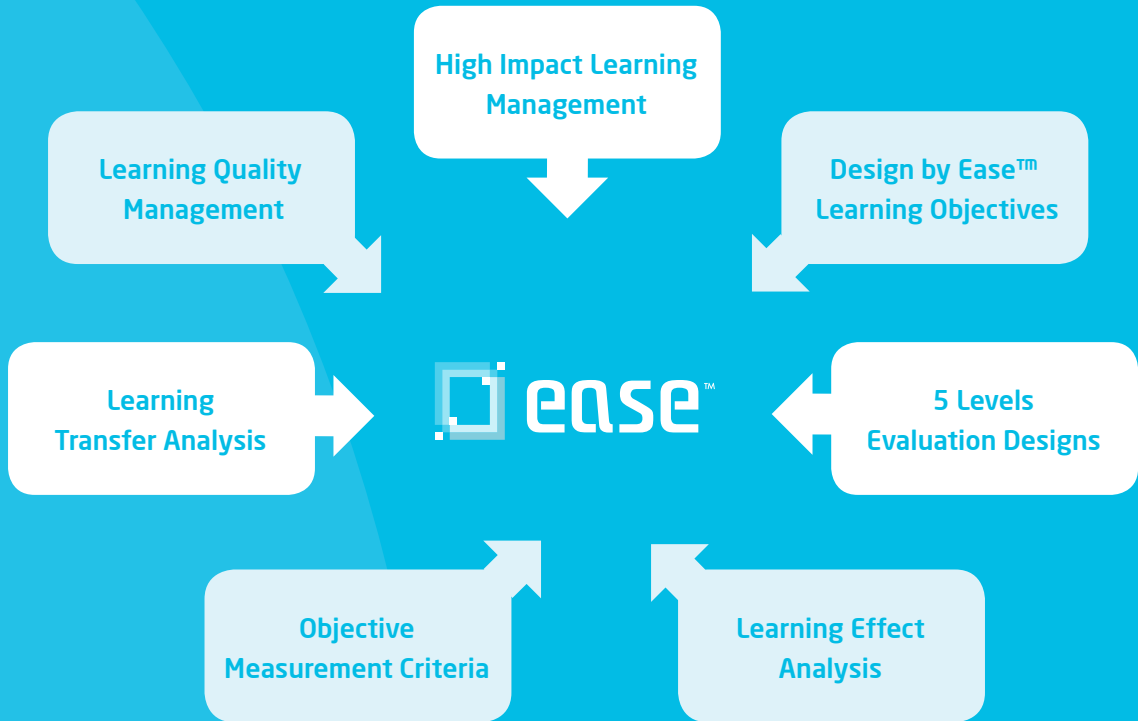 High Impact Learning
Management
Learning Quality
Management
Design by Ease™
Learning Objectives
Learning
Transfer Analysis
ease™
5 Levels
Evaluation Designs
Objective
Measurement Criteria
Learning Effect
Analysis